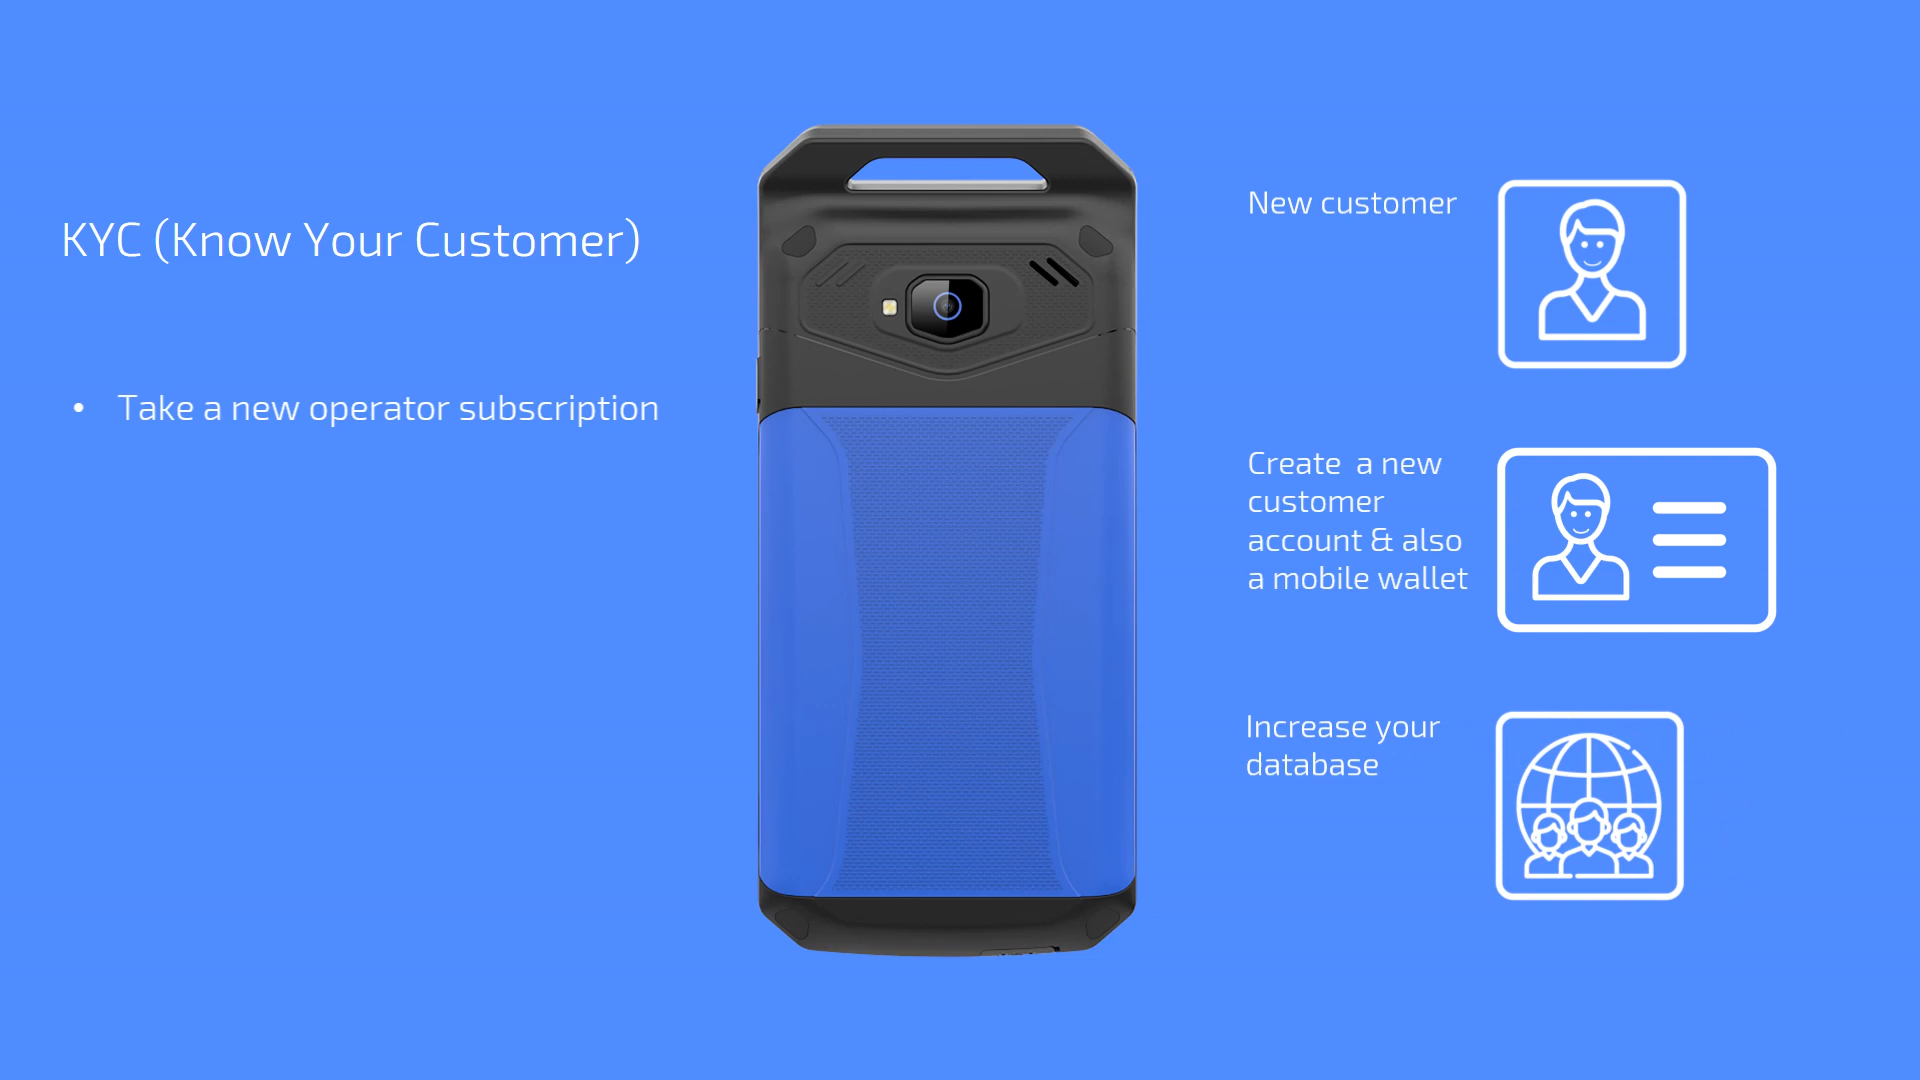 KYC (Know Your Customer)
• Take a new operator subscription
New customer
Create  a new
customer
account & also
a mobile wallet
Increase your
database